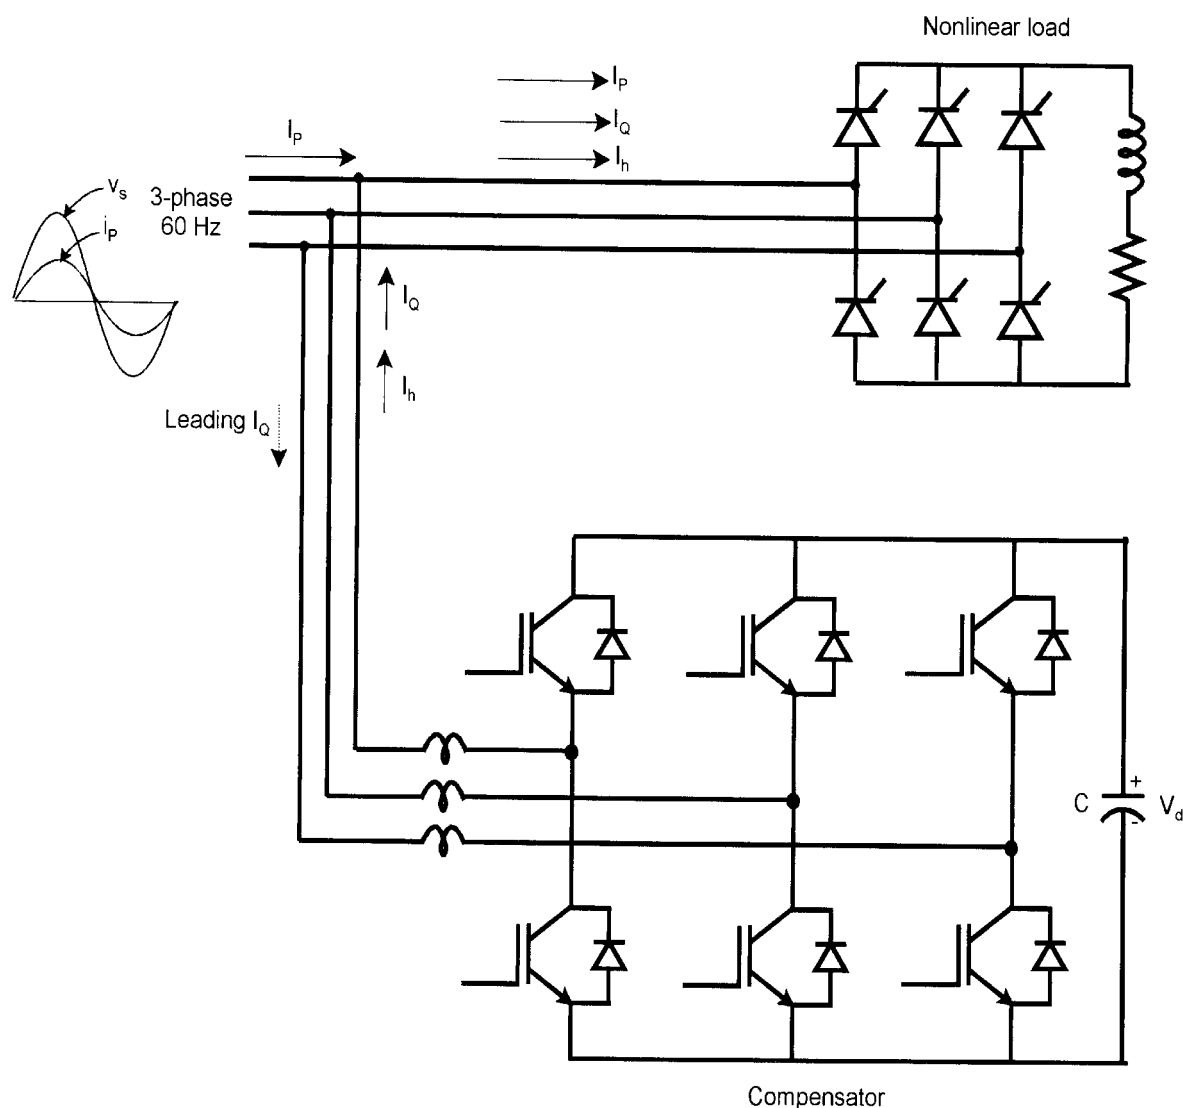 Nonlinear load
I_P
I_Q
I_h
I_P
v_s
3-phase
60 Hz
i_P
I_Q
I_h
Leading I_Q
C
+
-
V_d
Compensator